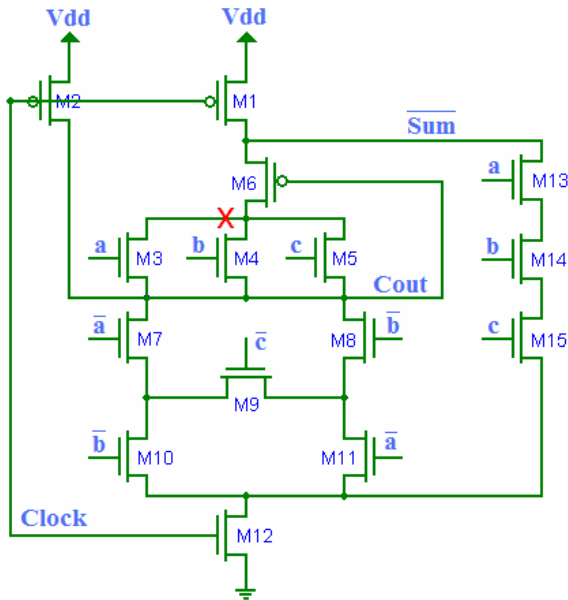 Vdd Vdd
M2 M1
S̅u̅m̅
a M13
M6
a b c
M3 M4 M5 b M14
Cout
a̅ M7 M8 b̅ c M15
c̅
M9
b̅ M10 M11 a̅
Clock
M12